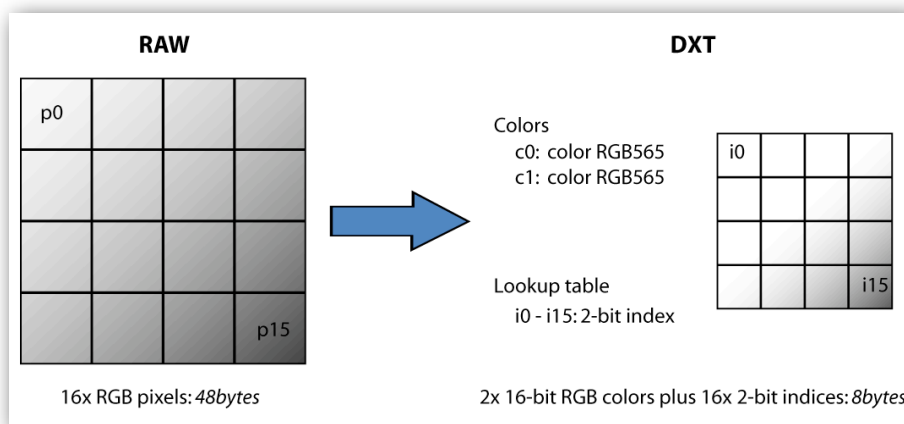 RAW
DXT
p0
p15
Colors
c0: color RGB565
c1: color RGB565
Lookup table
i0 - i15: 2-bit index
i0
i15
16x RGB pixels: 48bytes
2x 16-bit RGB colors plus 16x 2-bit indices: 8bytes